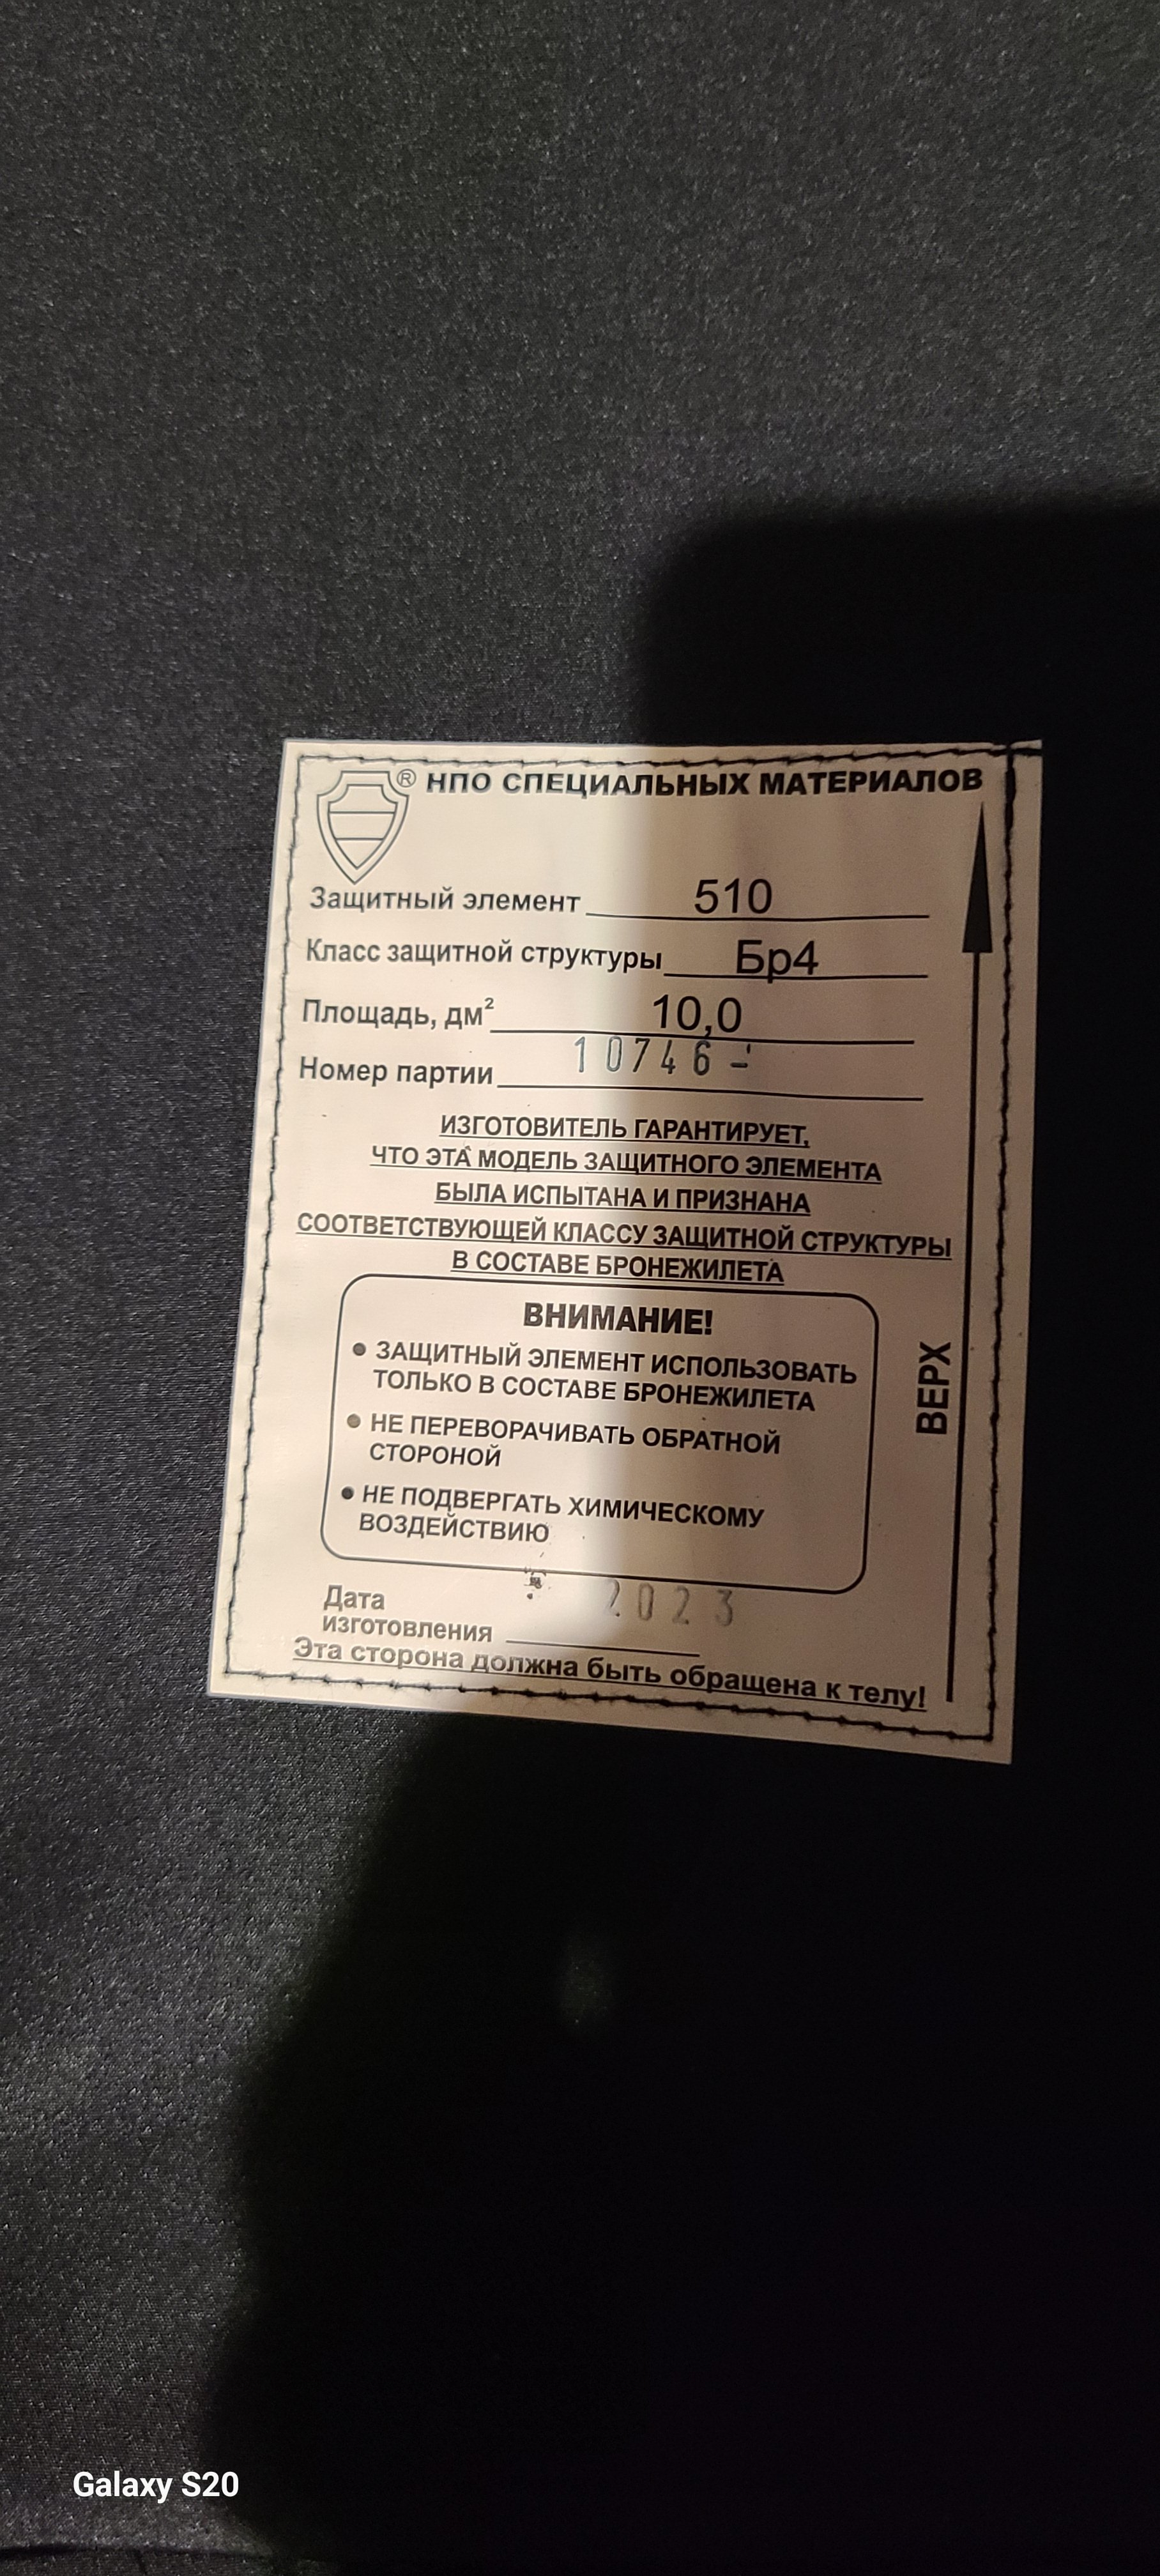 ® НПО СПЕЦИАЛЬНЫХ МАТЕРИАЛОВ
Защитный элемент 510
Класс защитной структуры Бр4
Площадь, дм² 10,0
Номер партии 10746 -
ИЗГОТОВИТЕЛЬ ГАРАНТИРУЕТ,
ЧТО ЭТА МОДЕЛЬ ЗАЩИТНОГО ЭЛЕМЕНТА
БЫЛА ИСПЫТАНА И ПРИЗНАНА
СООТВЕТСТВУЮЩЕЙ КЛАССУ ЗАЩИТНОЙ СТРУКТУРЫ
В СОСТАВЕ БРОНЕЖИЛЕТА
ВНИМАНИЕ!
• ЗАЩИТНЫЙ ЭЛЕМЕНТ ИСПОЛЬЗОВАТЬ
ТОЛЬКО В СОСТАВЕ БРОНЕЖИЛЕТА
• НЕ ПЕРЕВОРАЧИВАТЬ ОБРАТНОЙ
СТОРОНОЙ
• НЕ ПОДВЕРГАТЬ ХИМИЧЕСКОМУ
ВОЗДЕЙСТВИЮ
ВЕРХ
Дата
изготовления 2023
Эта сторона должна быть обращена к телу!
Galaxy S20